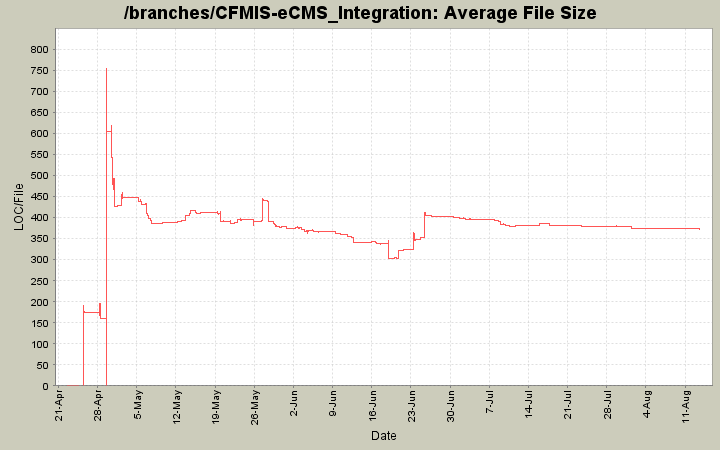 /branches/CFMIS-eCMS_Integration: Average File Size
LOC/File
800
750
700
650
600
550
500
450
400
350
300
250
200
150
100
50
0
21-Apr
28-Apr
5-May
12-May
19-May
26-May
2-Jun
9-Jun
16-Jun
23-Jun
30-Jun
7-Jul
14-Jul
21-Jul
28-Jul
4-Aug
11-Aug
Date